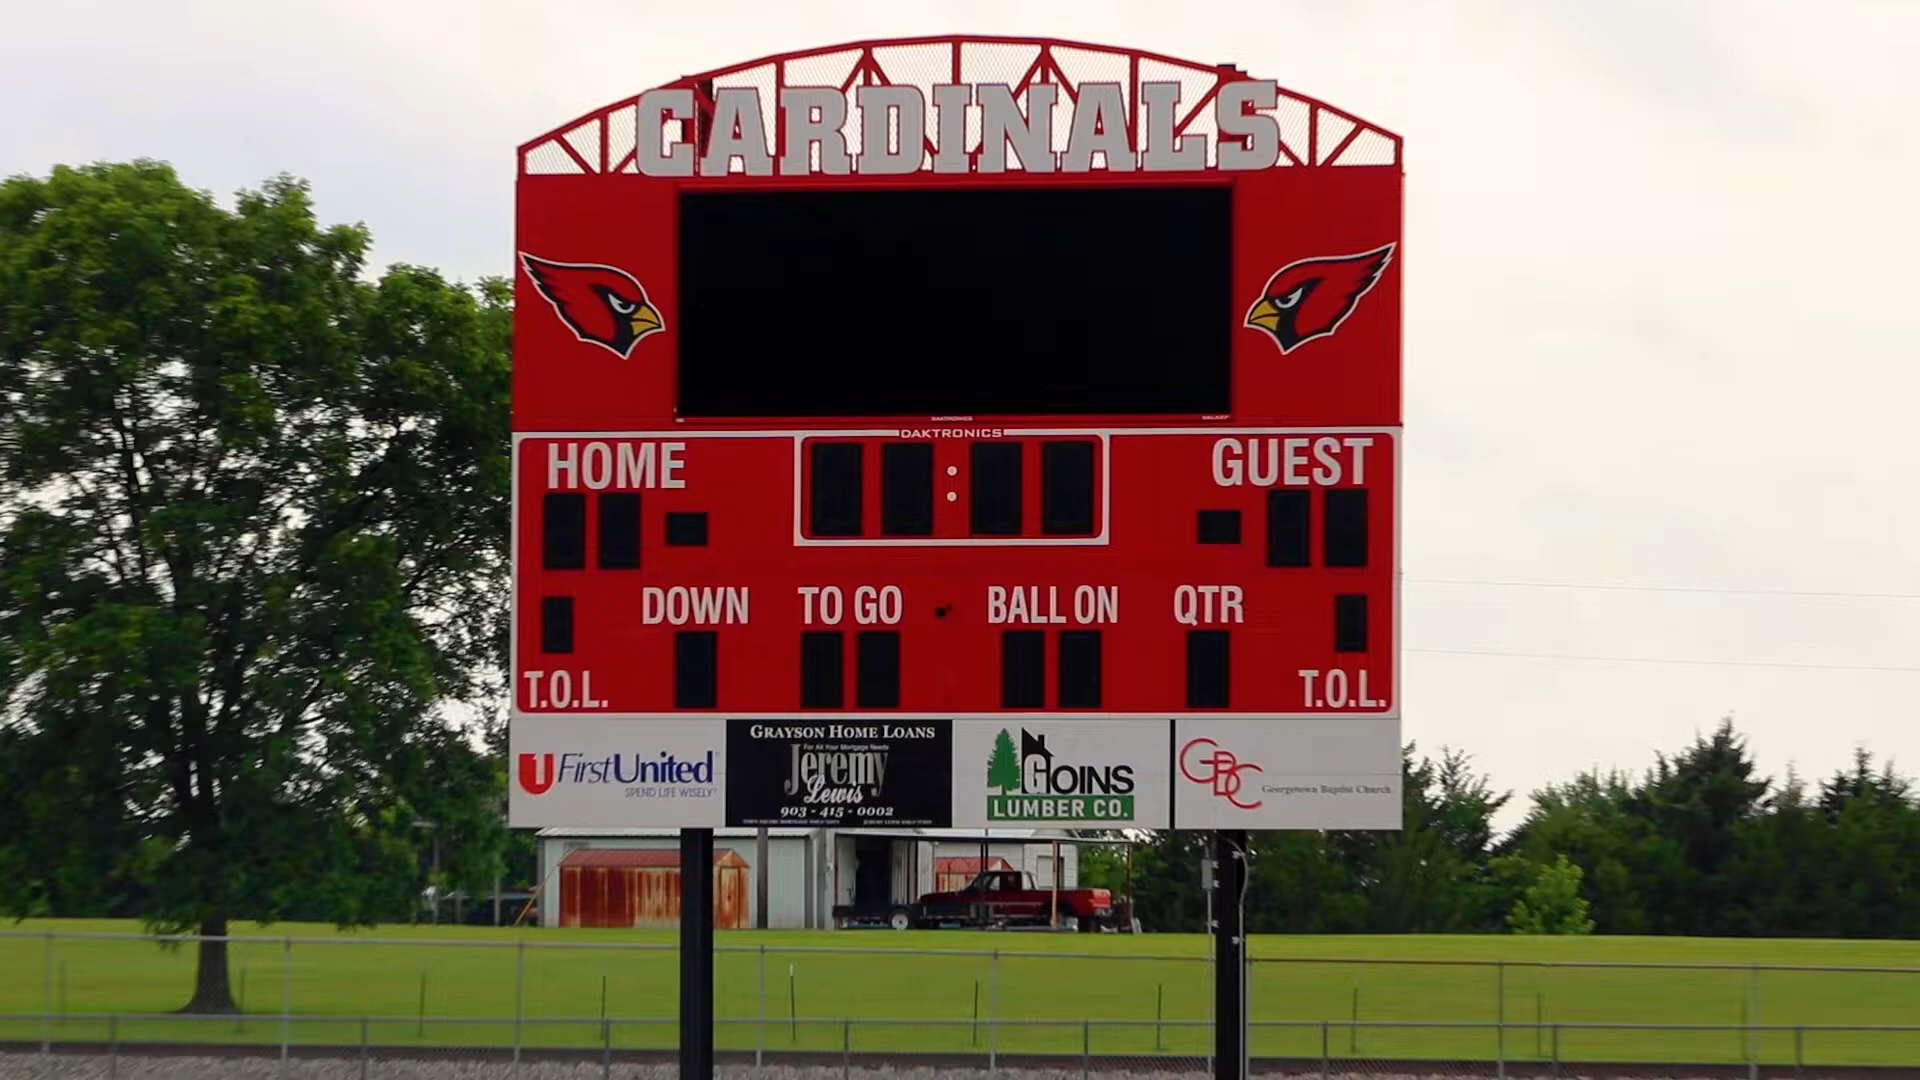 CARDINALS
DAKTRONICS
DAKTRONICS
HOME
GUEST
DOWN
TO GO
BALL ON
QTR
T.O.L.
T.O.L.
FirstUnited
SPEND LIFE WISELY
GRAYSON HOME LOANS
For All Your Mortgage Needs
Jeremy
Lewis
903 - 415 - 0002
GOINS
LUMBER CO.
GBC
Georgetown Baptist Church